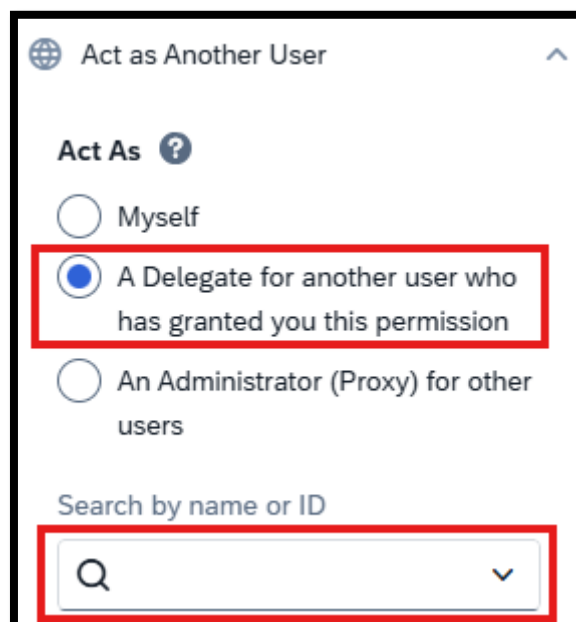 Act as Another User
Act As ?
Myself
A Delegate for another user who
has granted you this permission
An Administrator (Proxy) for other
users
Search by name or ID